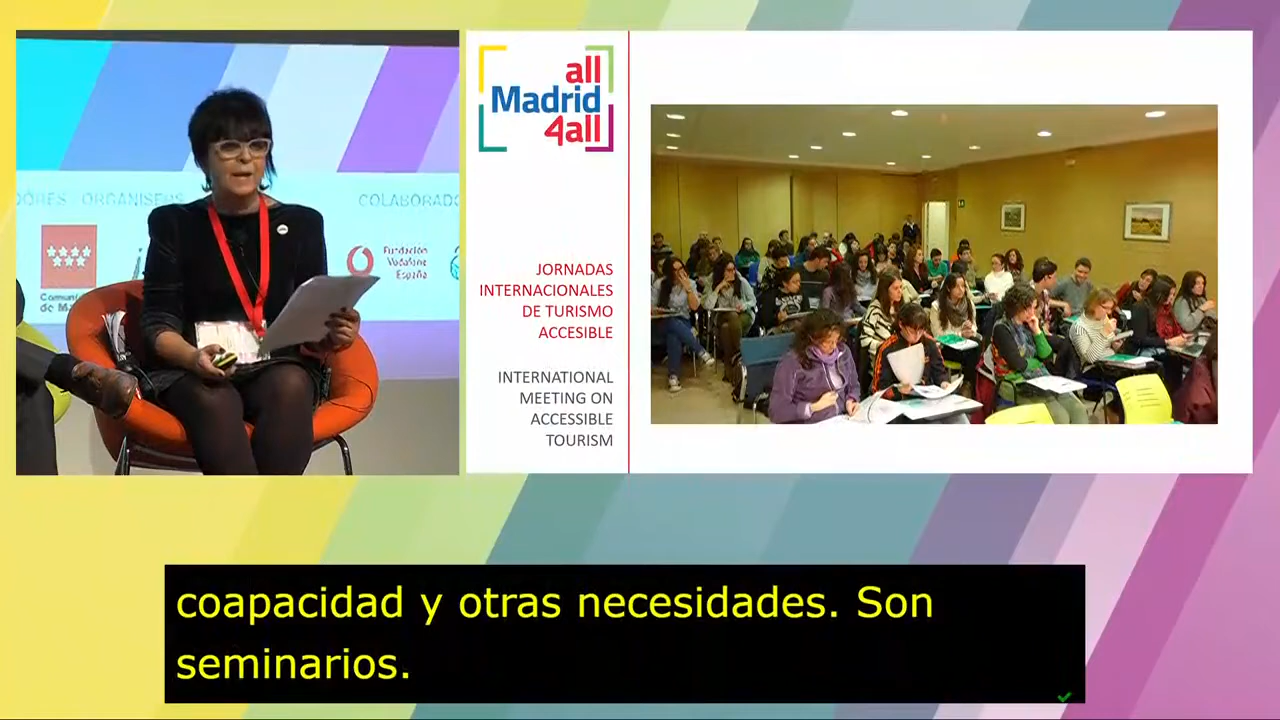 ORGANISERS
COLABORADO
Fundación
Vodafone
España
all
Madrid
4all
JORNADAS
INTERNACIONALES
DE TURISMO
ACCESIBLE
INTERNATIONAL
MEETING ON
ACCESSIBLE
TOURISM
coapacidad y otras necesidades. Son
seminarios.